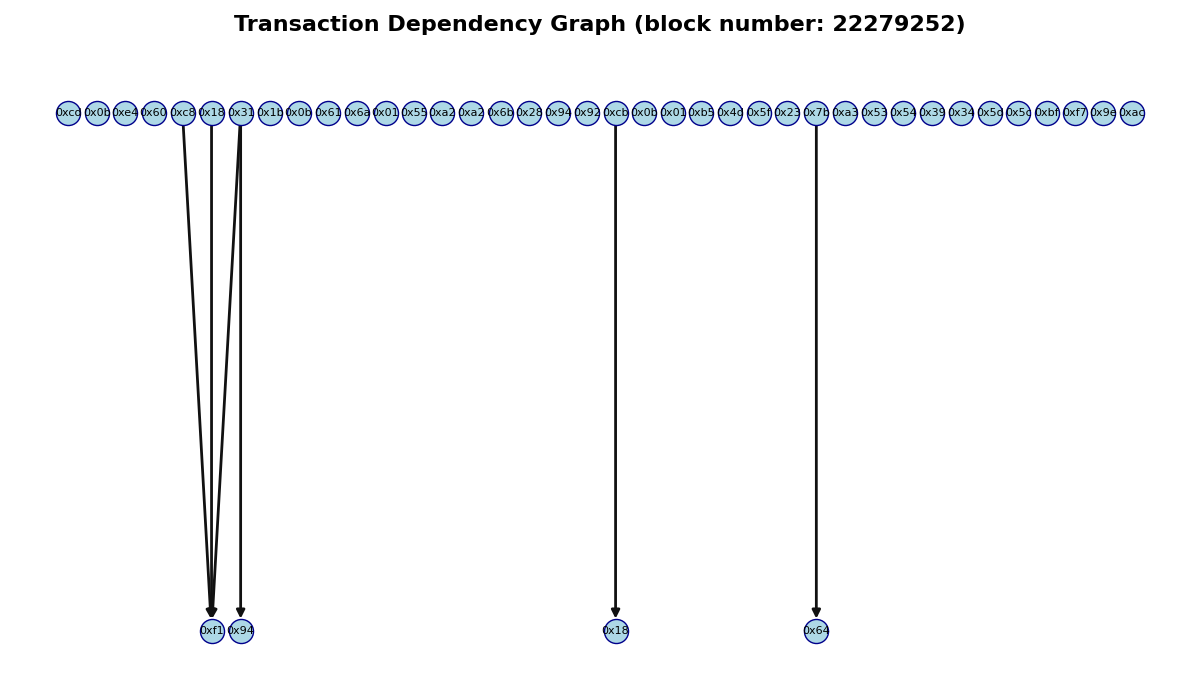 Transaction Dependency Graph (block number: 22279252)
0xcd 0x0b 0xe4 0x60 0xc8 0x18 0x31 0x1b 0x0b 0x61 0x6a 0x01 0x55 0xa2 0xa2 0x6b 0x28 0x94 0x92 0xcb 0x0b 0x01 0xb5 0x4d 0x5f 0x23 0x7b 0xa3 0x53 0x54 0x39 0x34 0xbf 0xf7 0x9e 0xac
0xf1 0x94 0x18 0x64